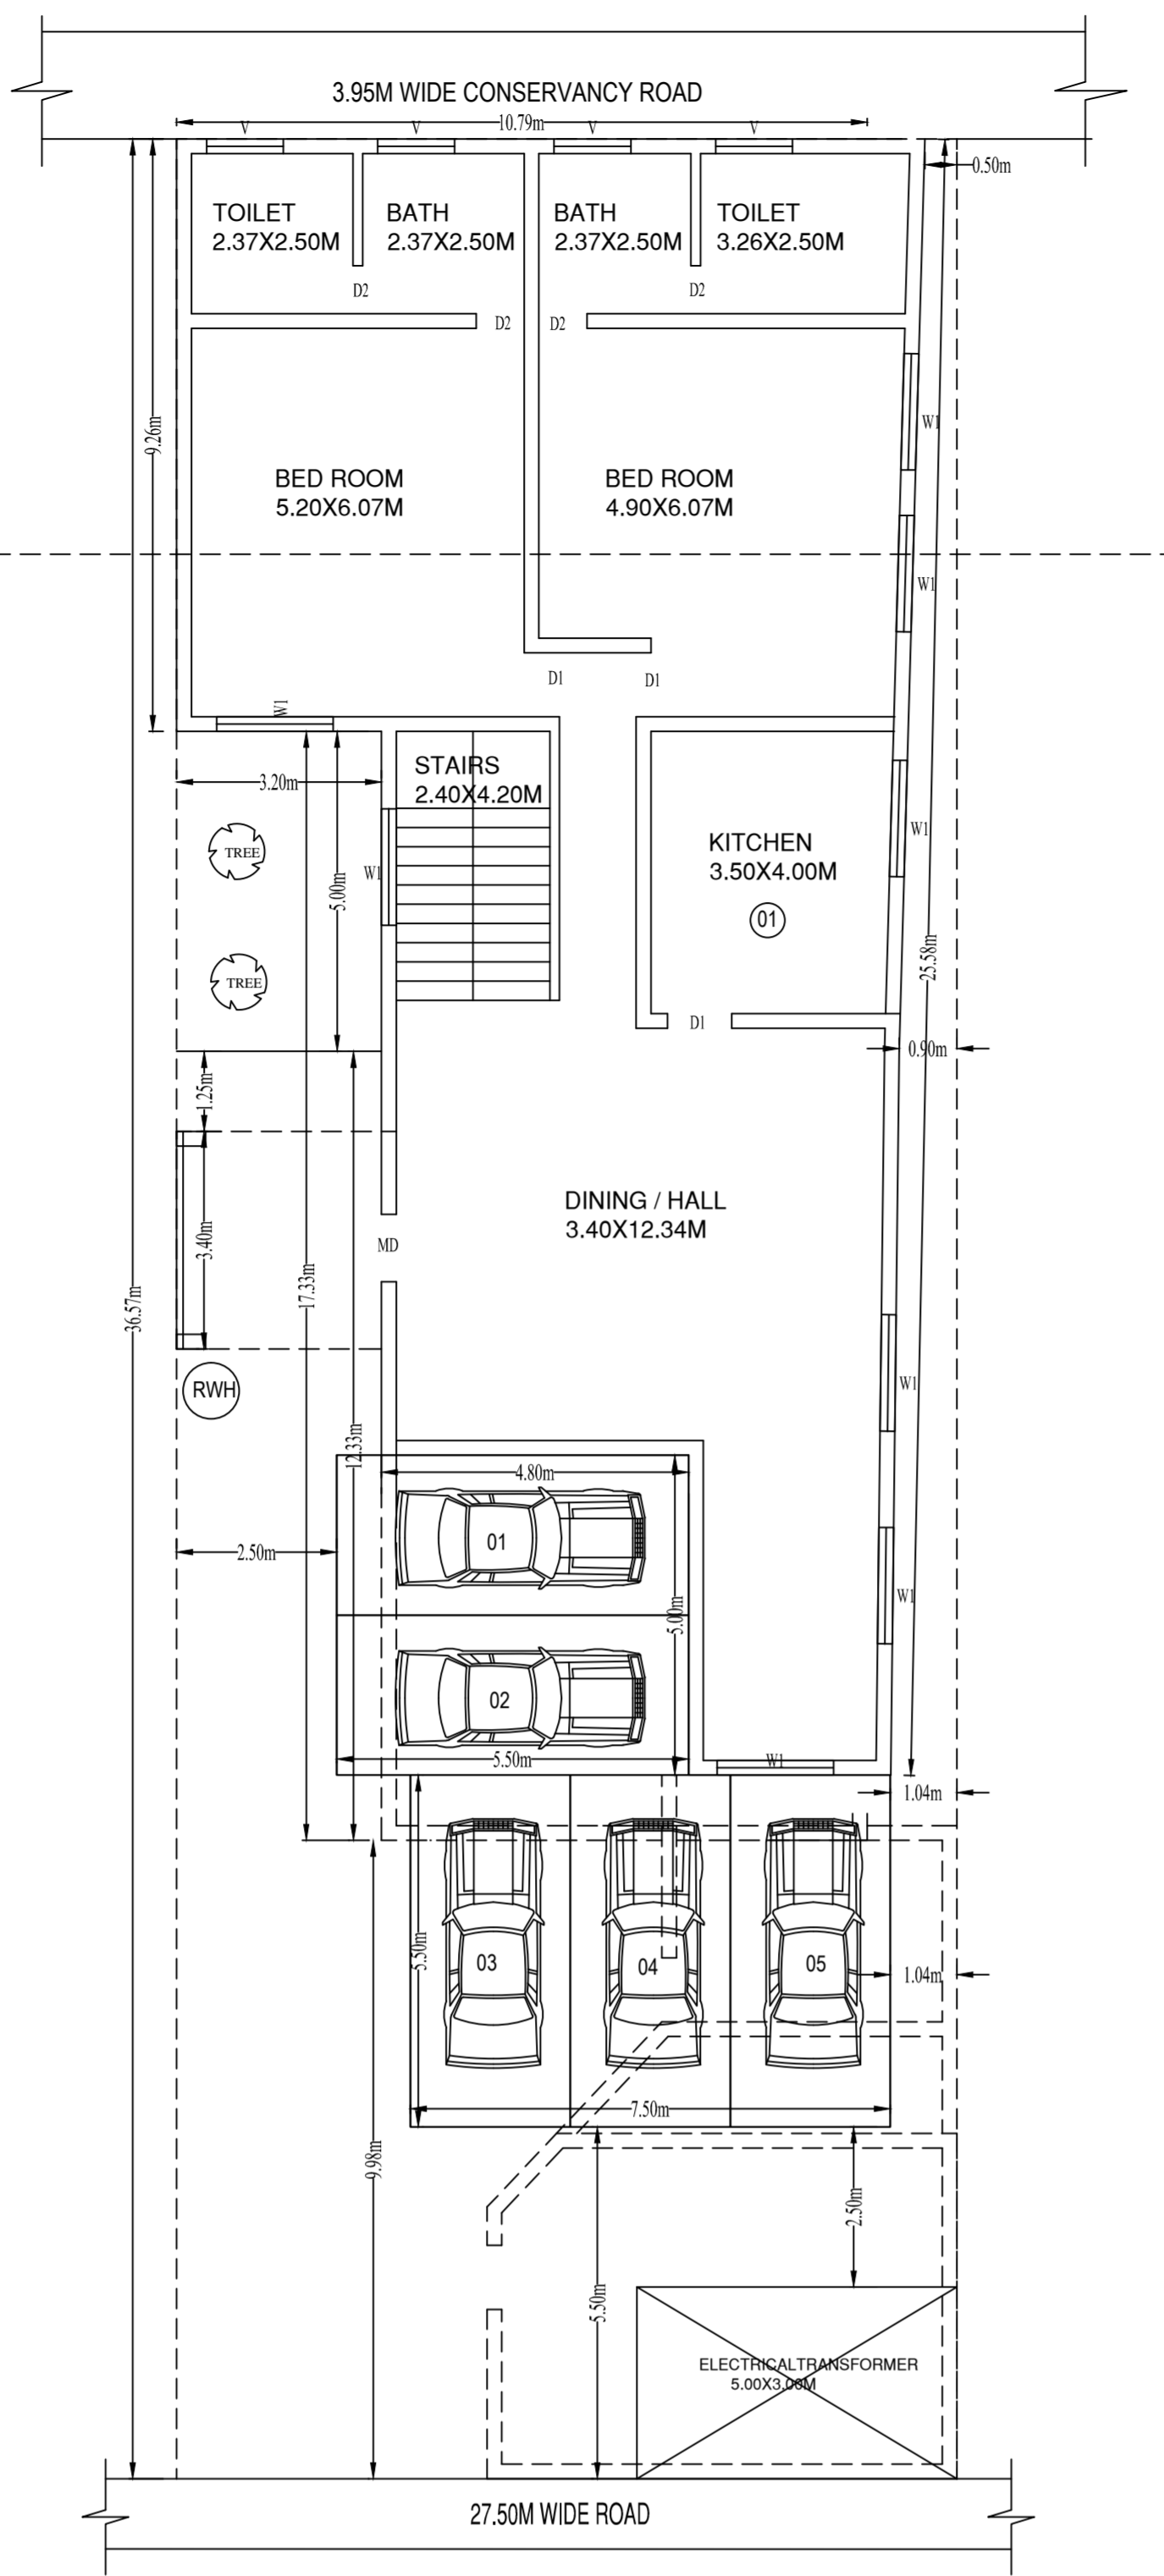 3.95M WIDE CONSERVANCY ROAD
10.79m
V
V
V
V
0.50m
TOILET
2.37X2.50M
BATH
2.37X2.50M
BATH
2.37X2.50M
TOILET
3.26X2.50M
D2
D2
D2
D2
9.26m
W1
BED ROOM
5.20X6.07M
BED ROOM
4.90X6.07M
W1
D1
D1
W1
STAIRS
2.40X4.20M
3.20m
TREE
W1
5.00m
KITCHEN
3.50X4.00M
01
W1
TREE
25.58m
D1
0.90m
1.25m
DINING / HALL
3.40X12.34M
3.40m
MD
17.33m
36.57m
RWH
W1
12.33m
4.80m
01
2.50m
5.00m
W1
02
5.50m
W1
1.04m
5.50m
03
04
05
1.04m
7.50m
9.98m
2.50m
5.50m
ELECTRICALTRANSFORMER
5.00X3.00M
27.50M WIDE ROAD